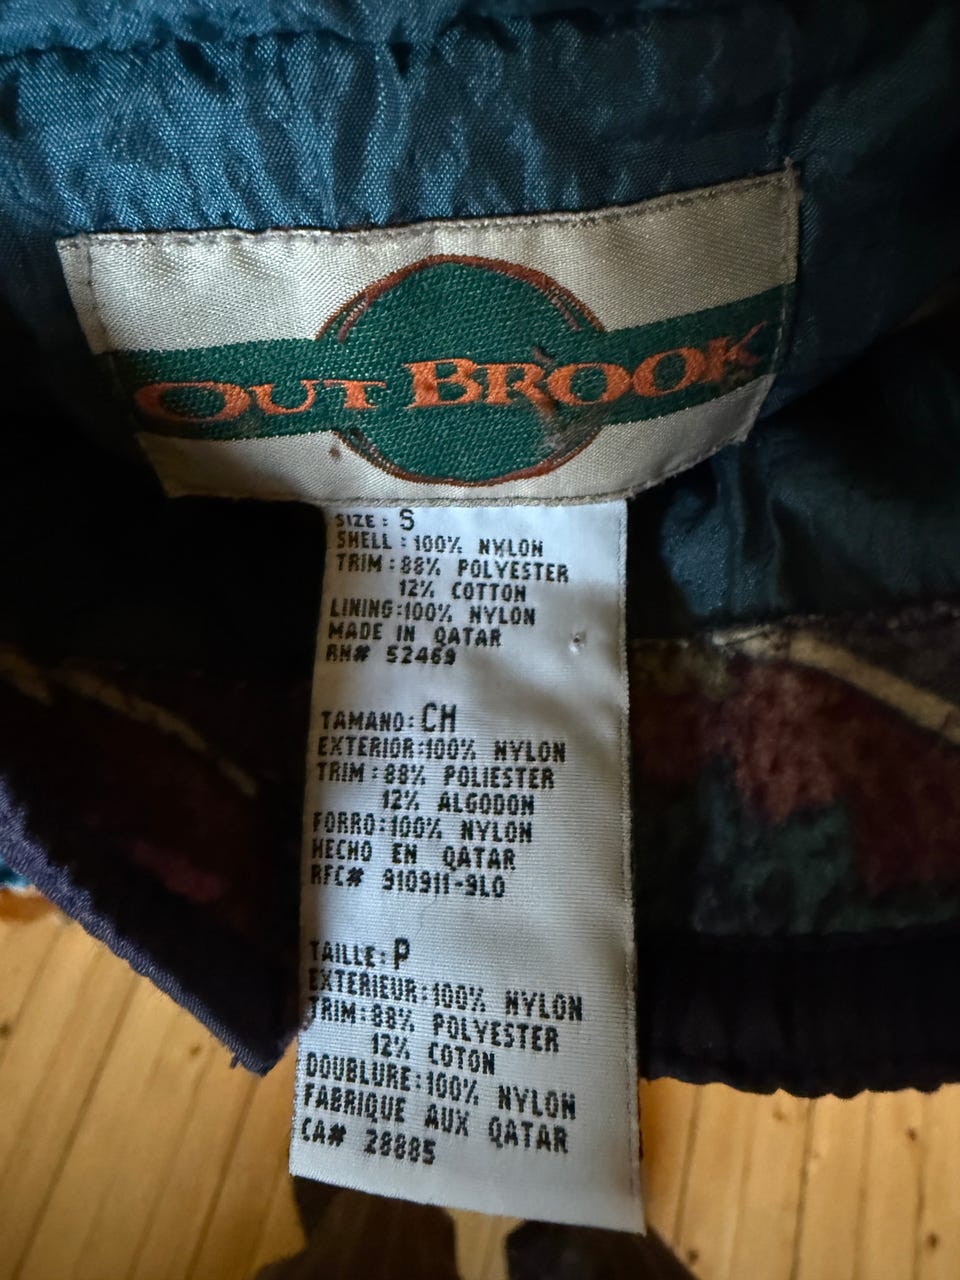 OUT BROOK
SIZE: S
SHELL: 100% NYLON
TRIM: 88% POLYESTER
12% COTTON
LINING: 100% NYLON
MADE IN QATAR
RN# 52469
TAMANO: CH
EXTERIOR: 100% NYLON
TRIM: 88% POLIESTER
12% ALGODON
FORRO: 100% NYLON
HECHO EN QATAR
RFC# 910911-9L0
TAILLE: P
EXTERIEUR: 100% NYLON
TRIM: 88% POLYESTER
12% COTON
DOUBLURE: 100% NYLON
FABRIQUE AUX QATAR
CA# 28885